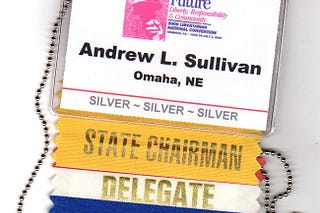 Future
Liberty, Responsibility
& Community
2008 LIBERTARIAN
NATIONAL CONVENTION
Andrew L. Sullivan
Omaha, NE
SILVER ~ SILVER ~ SILVER
STATE CHAIRMAN
DELEGATE